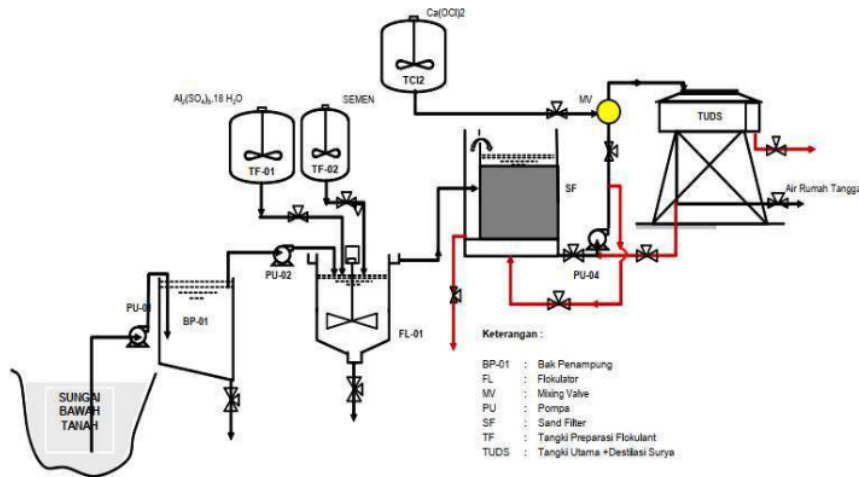 Ca(OCl)2
TCl2
MV
Al₂(SO₄)₃.18 H₂O
SEMEN
TF-01
TF-02
TUDS
SF
Air Rumah Tangga
PU-02
PU-04
PU-01
BP-01
FL-01
SUNGAI
BAWAH
TANAH
Keterangan :
BP-01 : Bak Penampung
FL : Flokulator
MV : Mixing Valve
PU : Pompa
SF : Sand Filter
TF : Tangki Preparasi Flokulant
TUDS : Tangki Utama +Destilasi Surya